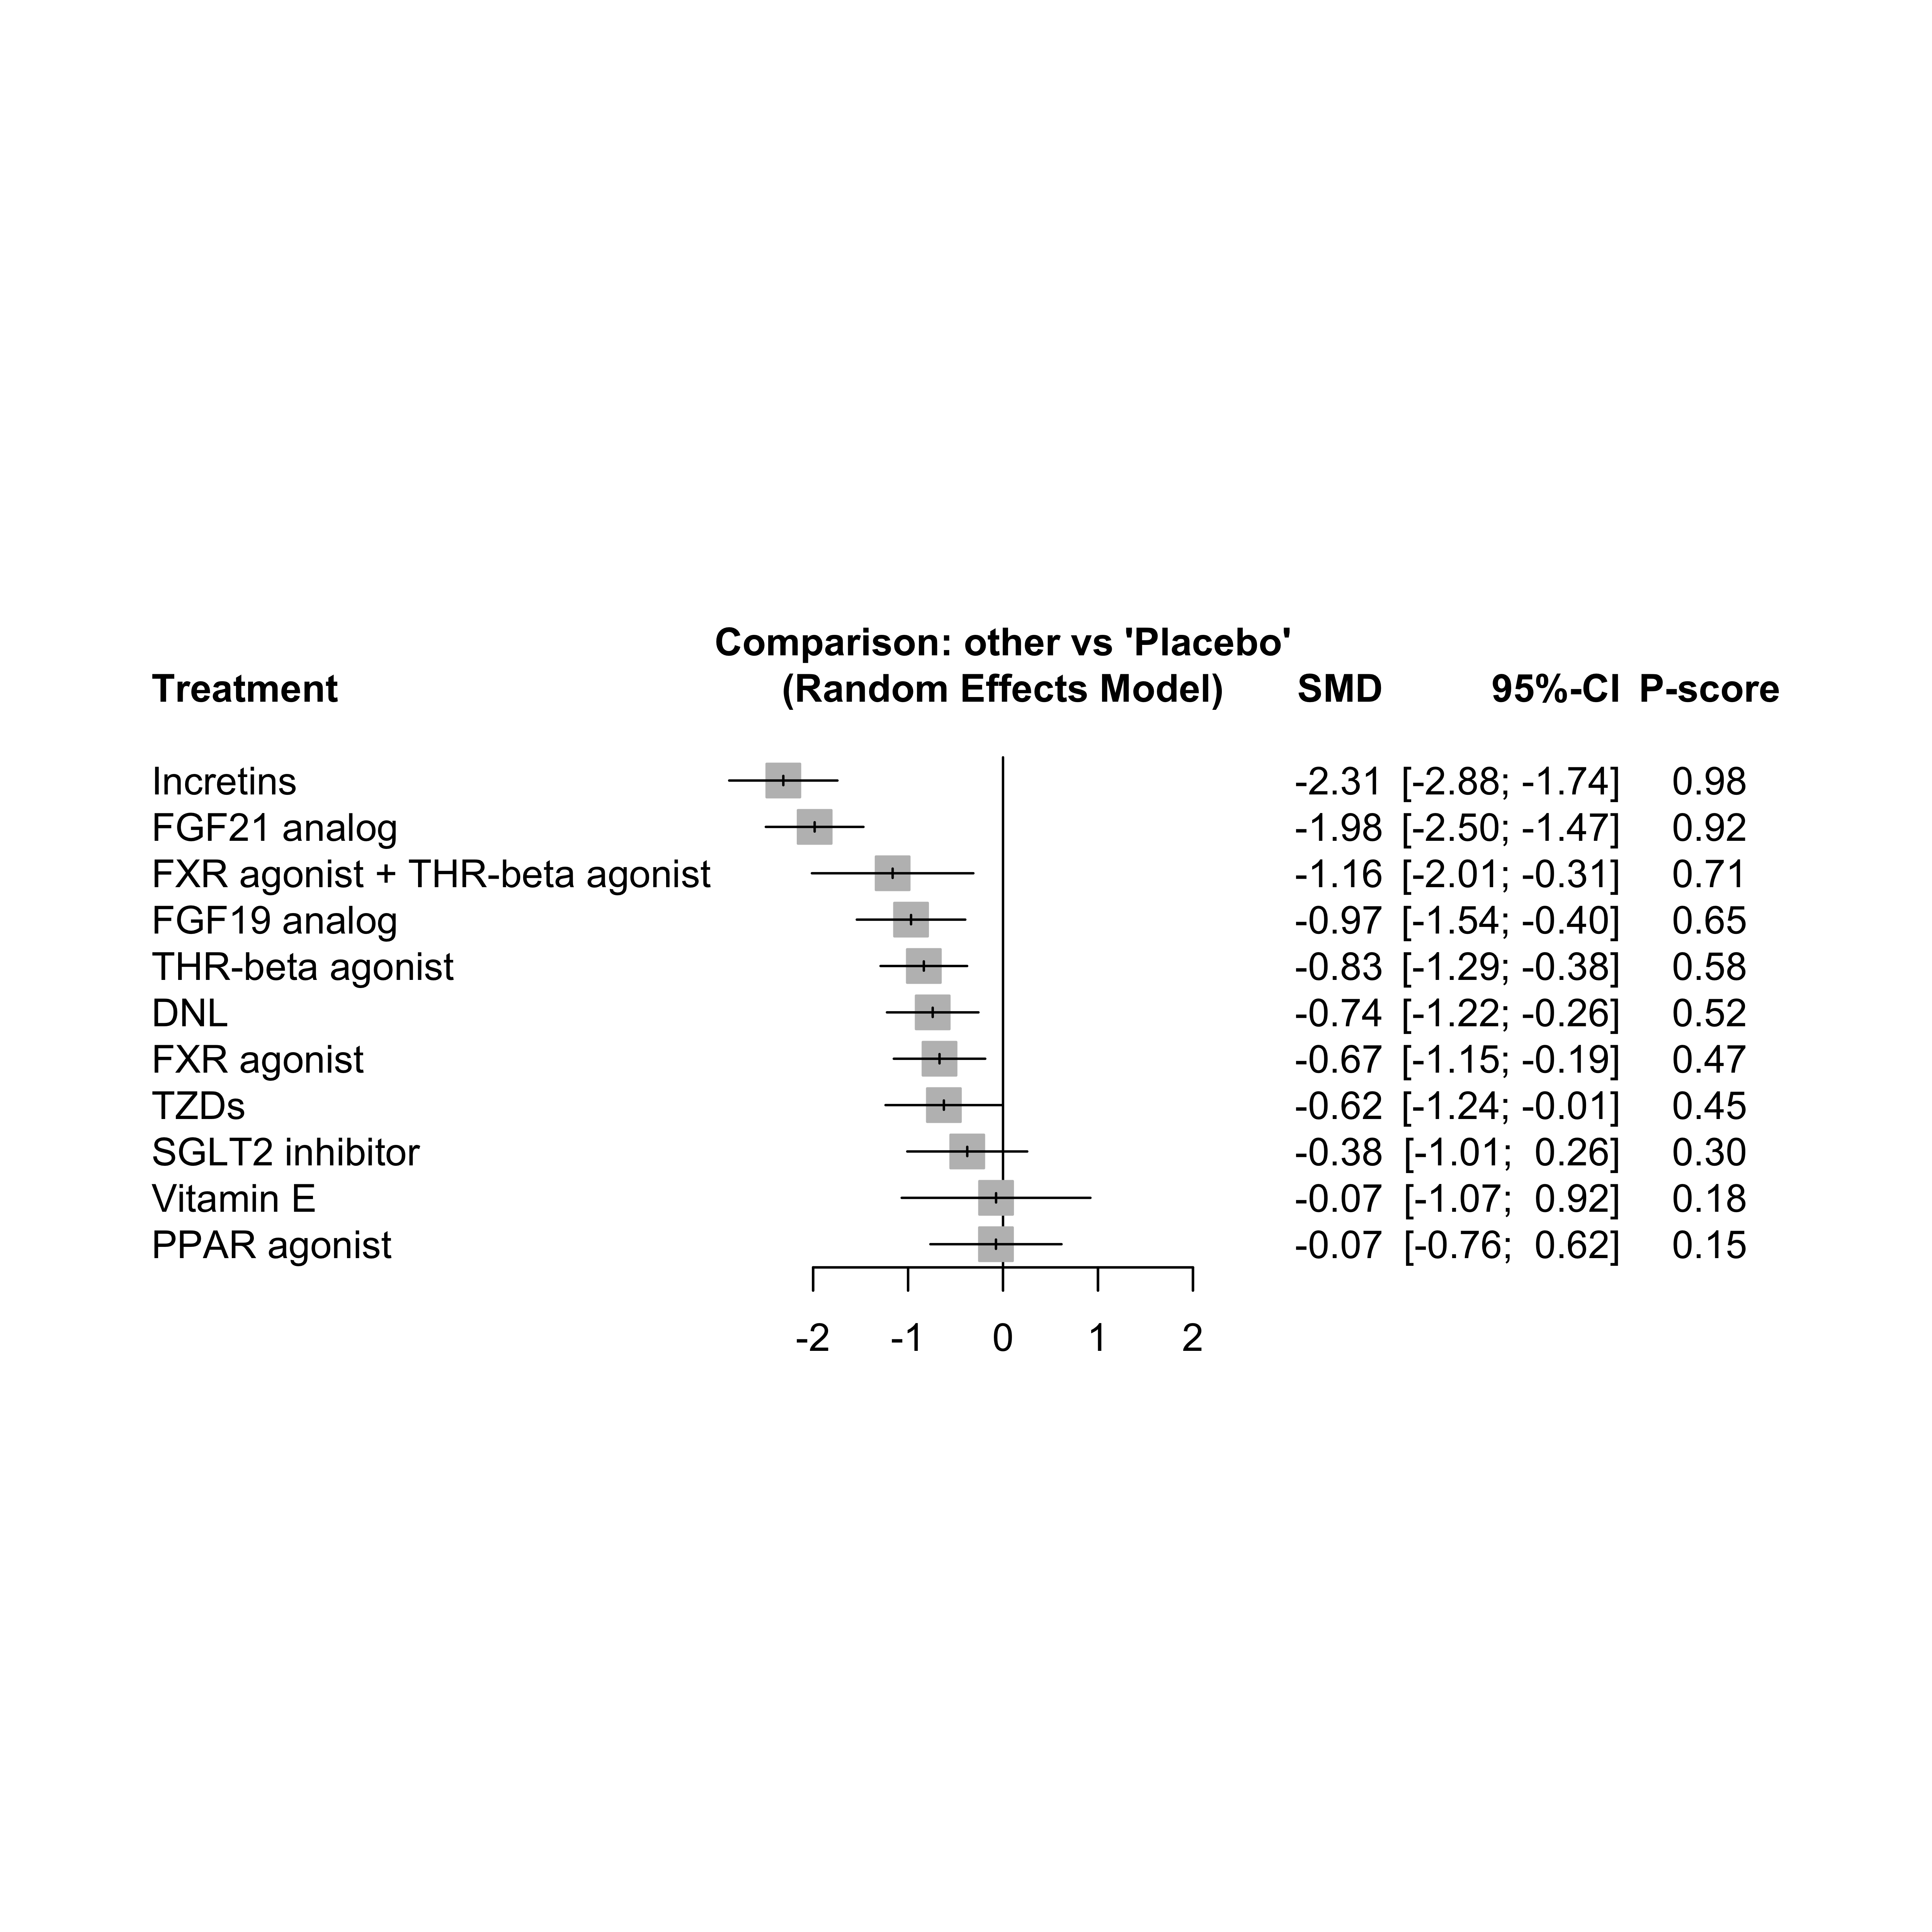 Comparison: other vs 'Placebo'
Treatment (Random Effects Model) SMD 95%-CI P-score
Incretins -2.31 [-2.88; -1.74] 0.98
FGF21 analog -1.98 [-2.50; -1.47] 0.92
FXR agonist + THR-beta agonist -1.16 [-2.01; -0.31] 0.71
FGF19 analog -0.97 [-1.54; -0.40] 0.65
THR-beta agonist -0.83 [-1.29; -0.38] 0.58
DNL -0.74 [-1.22; -0.26] 0.52
FXR agonist -0.67 [-1.15; -0.19] 0.47
TZDs -0.62 [-1.24; -0.01] 0.45
SGLT2 inhibitor -0.38 [-1.01; 0.26] 0.30
Vitamin E -0.07 [-1.07; 0.92] 0.18
PPAR agonist -0.07 [-0.76; 0.62] 0.15
-2 -1 0 1 2